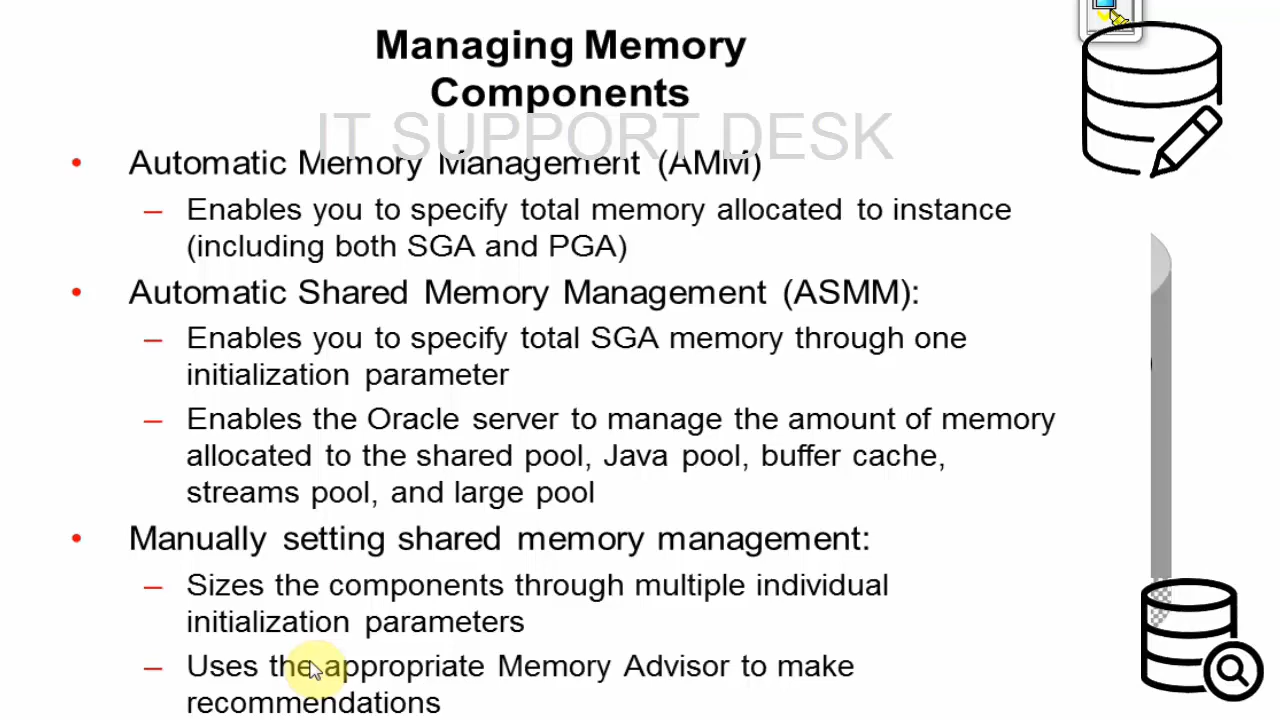 Managing Memory
Components
IT SUPPORT DESK
• Automatic Memory Management (AMM)
– Enables you to specify total memory allocated to instance
(including both SGA and PGA)
• Automatic Shared Memory Management (ASMM):
– Enables you to specify total SGA memory through one
initialization parameter
– Enables the Oracle server to manage the amount of memory
allocated to the shared pool, Java pool, buffer cache,
streams pool, and large pool
• Manually setting shared memory management:
– Sizes the components through multiple individual
initialization parameters
– Uses the appropriate Memory Advisor to make
recommendations